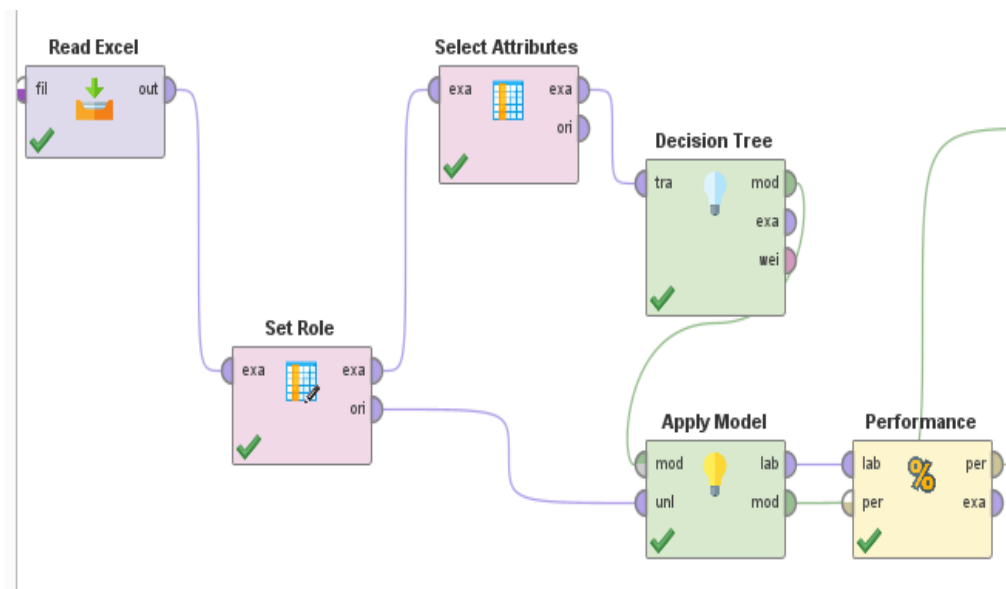 Read Excel
fil out
Select Attributes
exa exa
ori
Decision Tree
tra mod
exa
wei
Set Role
exa exa
ori
Apply Model
mod lab
unl mod
Performance
lab % per
per exa